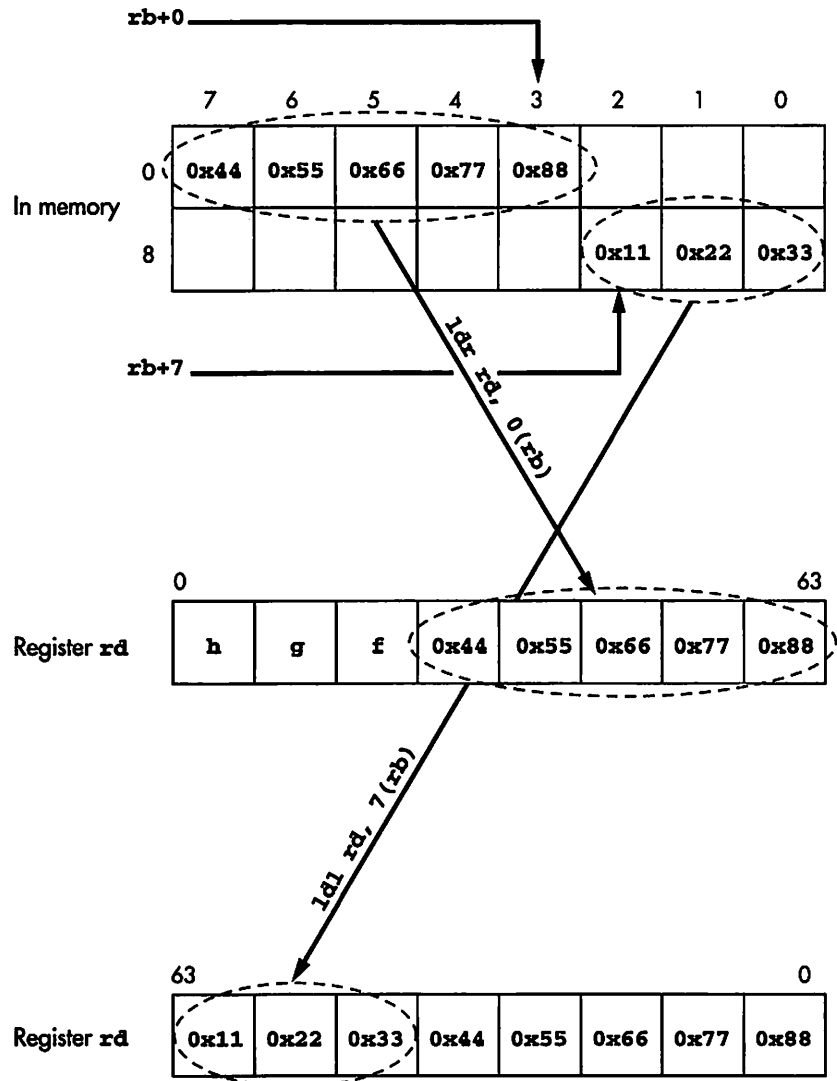 rb+0
7 6 5 4 3 2 1 0
In memory
0 0x44 0x55 0x66 0x77 0x88
8 0x11 0x22 0x33
rb+7
ldr rd, 0(rb)
0 63
Register rd h g f 0x44 0x55 0x66 0x77 0x88
ldl rd, 7(rb)
63 0
Register rd 0x11 0x22 0x33 0x44 0x55 0x66 0x77 0x88